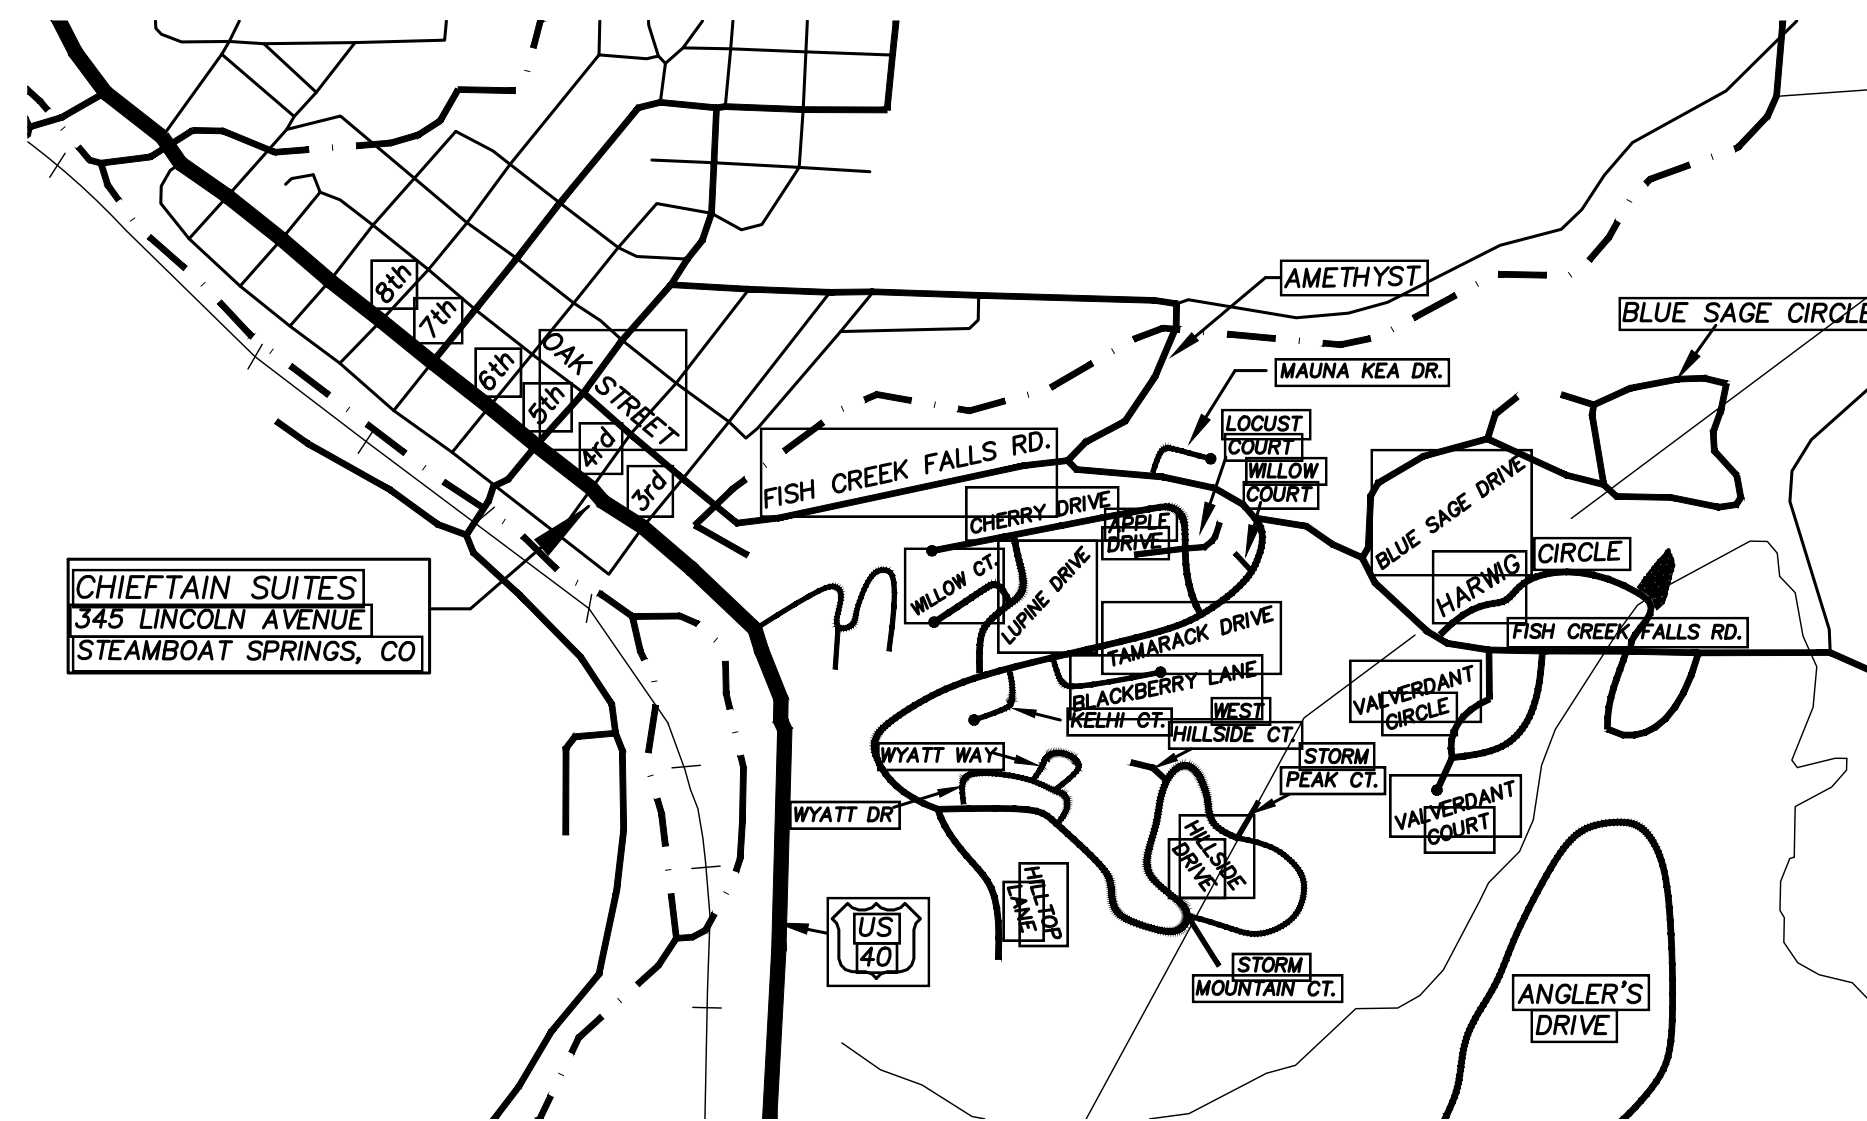 AMETHYST
BLUE SAGE CIRCLE
8th
7th
6th
5th
4rd
3rd
OAK STREET
MAUNA KEA DR.
LOCUST
COURT
WILLOW
COURT
FISH CREEK FALLS RD.
CHERRY DRIVE
APPLE
DRIVE
BLUE SAGE DRIVE
HARWIG
CIRCLE
WILLOW CT.
LUPINE DRIVE
CHIEFTAIN SUITES
345 LINCOLN AVENUE
STEAMBOAT SPRINGS, CO
TAMARACK DRIVE
FISH CREEK FALLS RD.
BLACKBERRY LANE
KELHI CT.
WEST
HILLSIDE CT.
VALVERDANT
CIRCLE
WYATT WAY
STORM
PEAK CT.
WYATT DR
VALVERDANT
COURT
HILLSIDE
DRIVE
HILLTOP
LANE
US
40
STORM
MOUNTAIN CT.
ANGLER'S
DRIVE